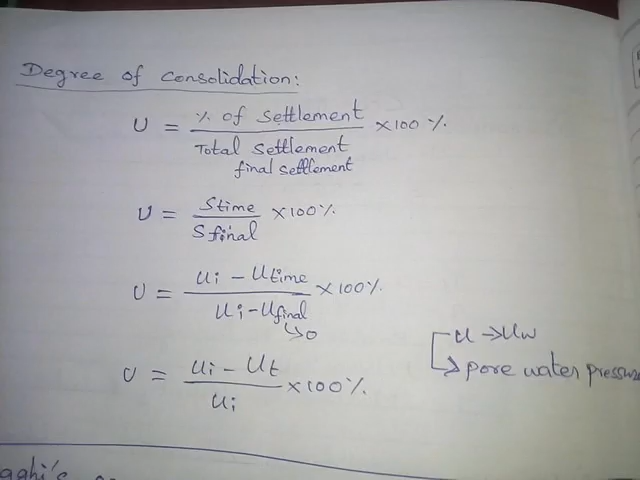 Degree of Consolidation:
U = % of Settlement / Total Settlement × 100 %
final settlement
U = Stime / Sfinal × 100%
U = ui - utime / ui - ufinal × 100%
↳ 0
u → uw
↳ pore water pressure
U = ui - ut / ui × 100%